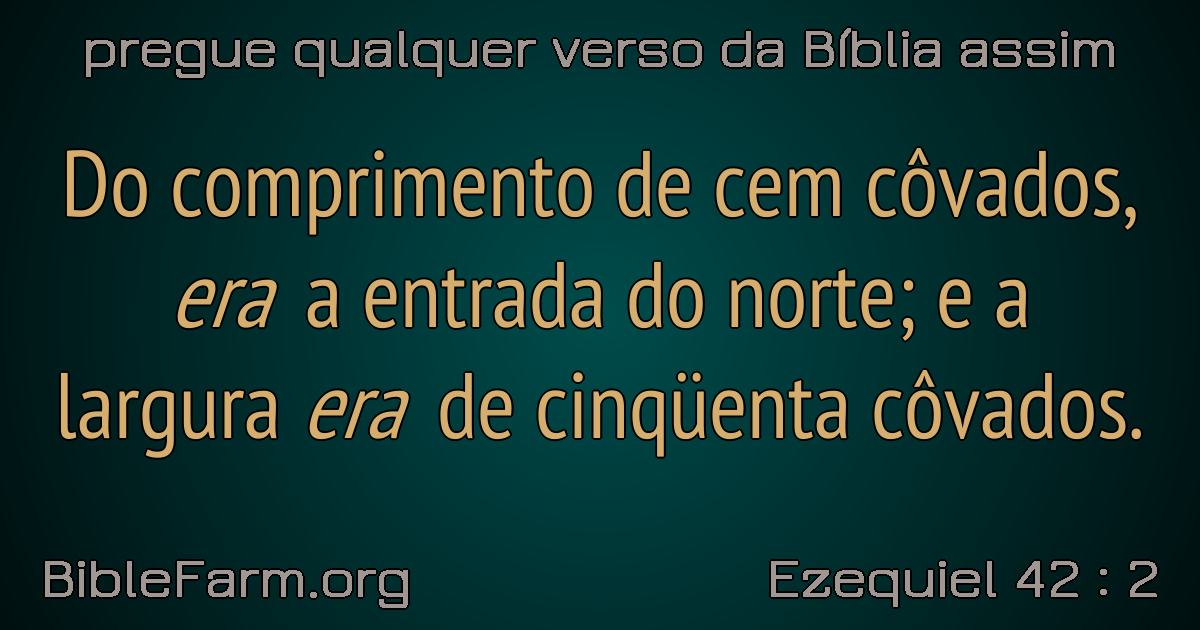 pregue qualquer verso da Bíblia assim
Do comprimento de cem côvados,
era a entrada do norte; e a
largura era de cinqüenta côvados.
BibleFarm.org
Ezequiel 42 : 2